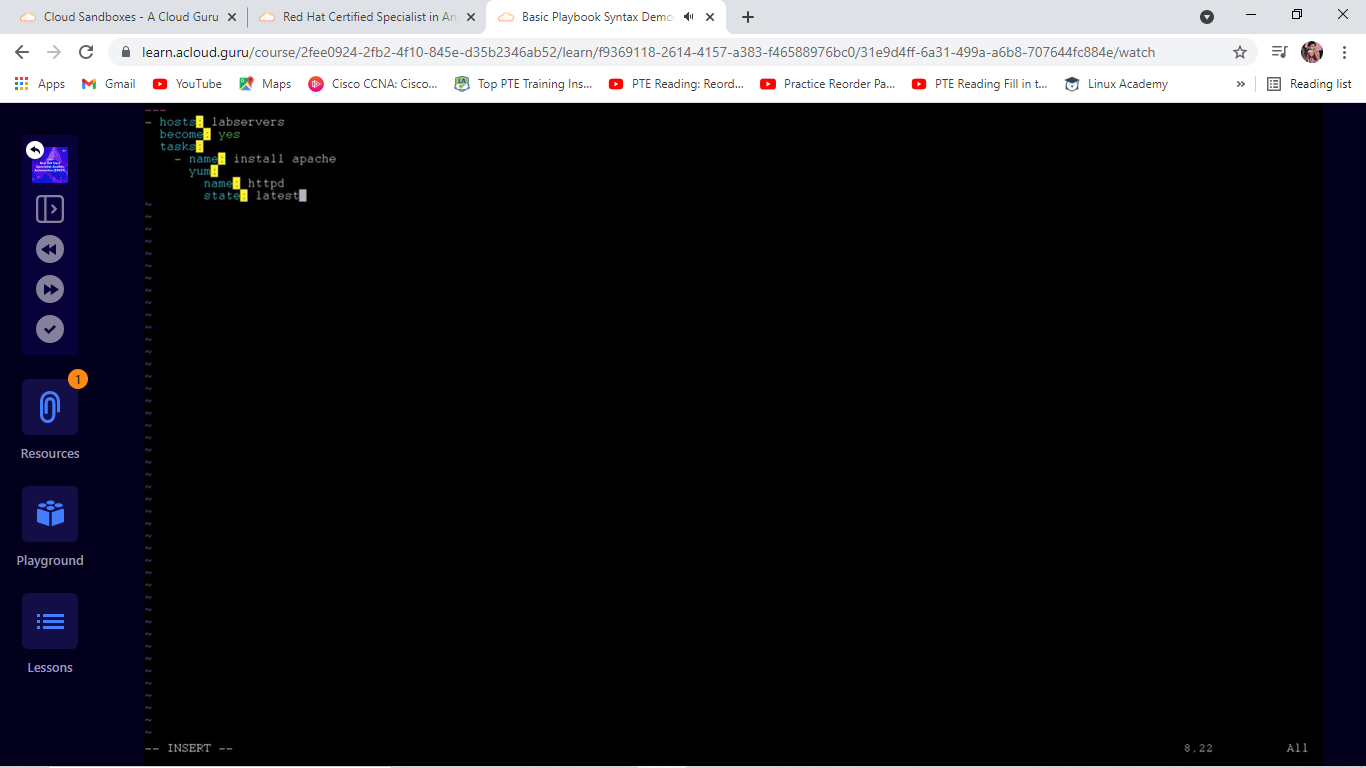 Cloud Sandboxes - A Cloud Guru
Red Hat Certified Specialist in An
Basic Playbook Syntax Demo
learn.acloud.guru/course/2fee0924-2fb2-4f10-845e-d35b2346ab52/learn/f9369118-2614-4157-a383-f46588976bc0/31e9d4ff-6a31-499a-a6b8-707644fc884e/watch
Apps Gmail YouTube Maps Cisco CCNA: Cisco... Top PTE Training Ins... PTE Reading: Reord... Practice Reorder Pa... PTE Reading Fill in t... Linux Academy » Reading list
---
- hosts: labservers
  become: yes
  tasks:
    - name: install apache
      yum:
        name: httpd
        state: latest
1
Resources
Playground
Lessons
-- INSERT --
8,22
All